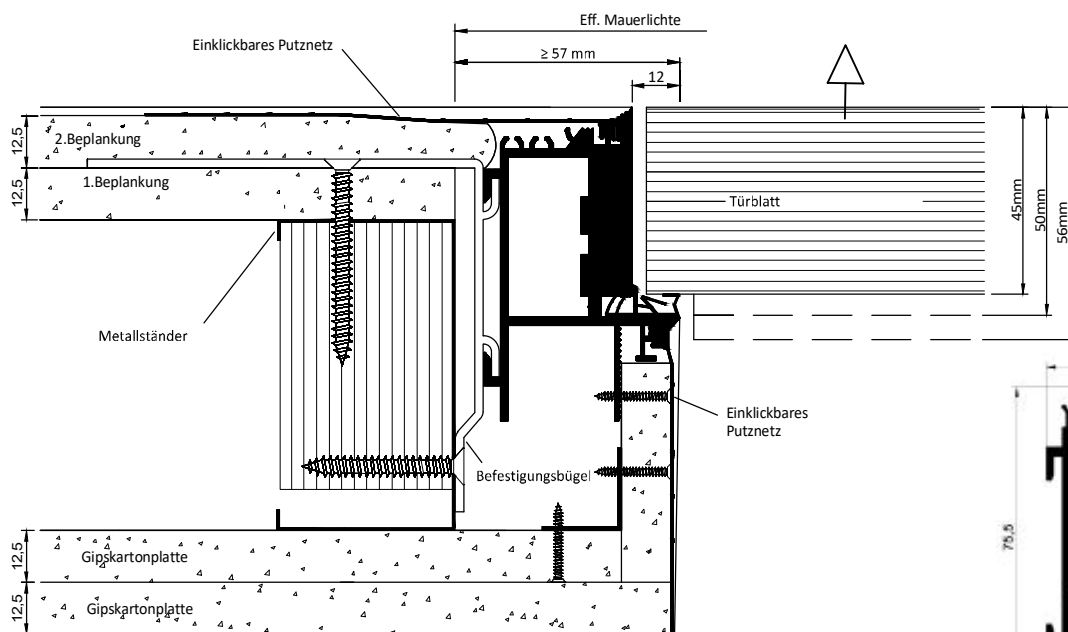 Eff. Mauerlichte
Einklickbares Putznetz
≥ 57 mm
12
12,5
2.Beplankung
12,5
1.Beplankung
Türblatt
45mm
50mm
56mm
Metallständer
Einklickbares
Putznetz
Befestigungsbügel
75,5
12,5
Gipskartonplatte
12,5
Gipskartonplatte